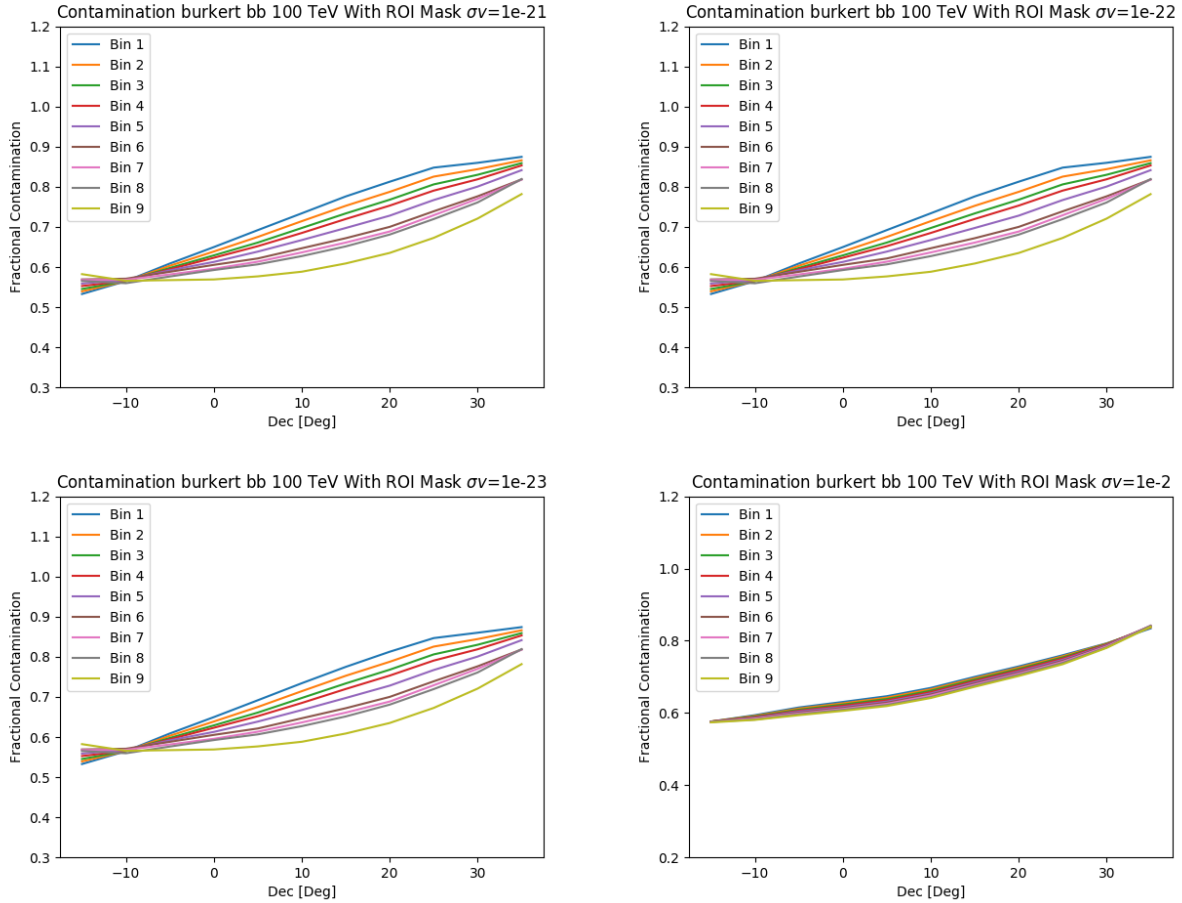 Contamination burkert bb 100 TeV With ROI Mask σv=1e-21
1.2
1.1
1.0
0.9
0.8
0.7
0.6
0.5
0.4
0.3
Fractional Contamination
Bin 1
Bin 2
Bin 3
Bin 4
Bin 5
Bin 6
Bin 7
Bin 8
Bin 9
−10 0 10 20 30
Dec [Deg]
Contamination burkert bb 100 TeV With ROI Mask σv=1e-22
1.2
1.1
1.0
0.9
0.8
0.7
0.6
0.5
0.4
0.3
Fractional Contamination
Bin 1
Bin 2
Bin 3
Bin 4
Bin 5
Bin 6
Bin 7
Bin 8
Bin 9
−10 0 10 20 30
Dec [Deg]
Contamination burkert bb 100 TeV With ROI Mask σv=1e-23
1.2
1.1
1.0
0.9
0.8
0.7
0.6
0.5
0.4
0.3
Fractional Contamination
Bin 1
Bin 2
Bin 3
Bin 4
Bin 5
Bin 6
Bin 7
Bin 8
Bin 9
−10 0 10 20 30
Dec [Deg]
Contamination burkert bb 100 TeV With ROI Mask σv=1e-2
1.2
1.0
0.8
0.6
0.4
0.2
Fractional Contamination
Bin 1
Bin 2
Bin 3
Bin 4
Bin 5
Bin 6
Bin 7
Bin 8
Bin 9
−10 0 10 20 30
Dec [Deg]